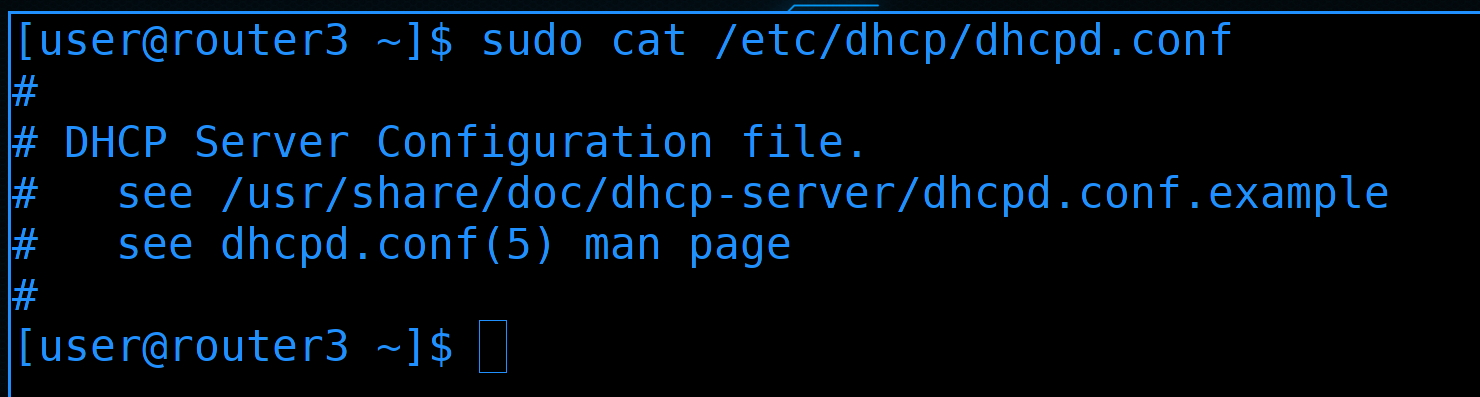 [user@router3 ~]$ sudo cat /etc/dhcp/dhcpd.conf
#
# DHCP Server Configuration file.
#   see /usr/share/doc/dhcp-server/dhcpd.conf.example
#   see dhcpd.conf(5) man page
#
[user@router3 ~]$